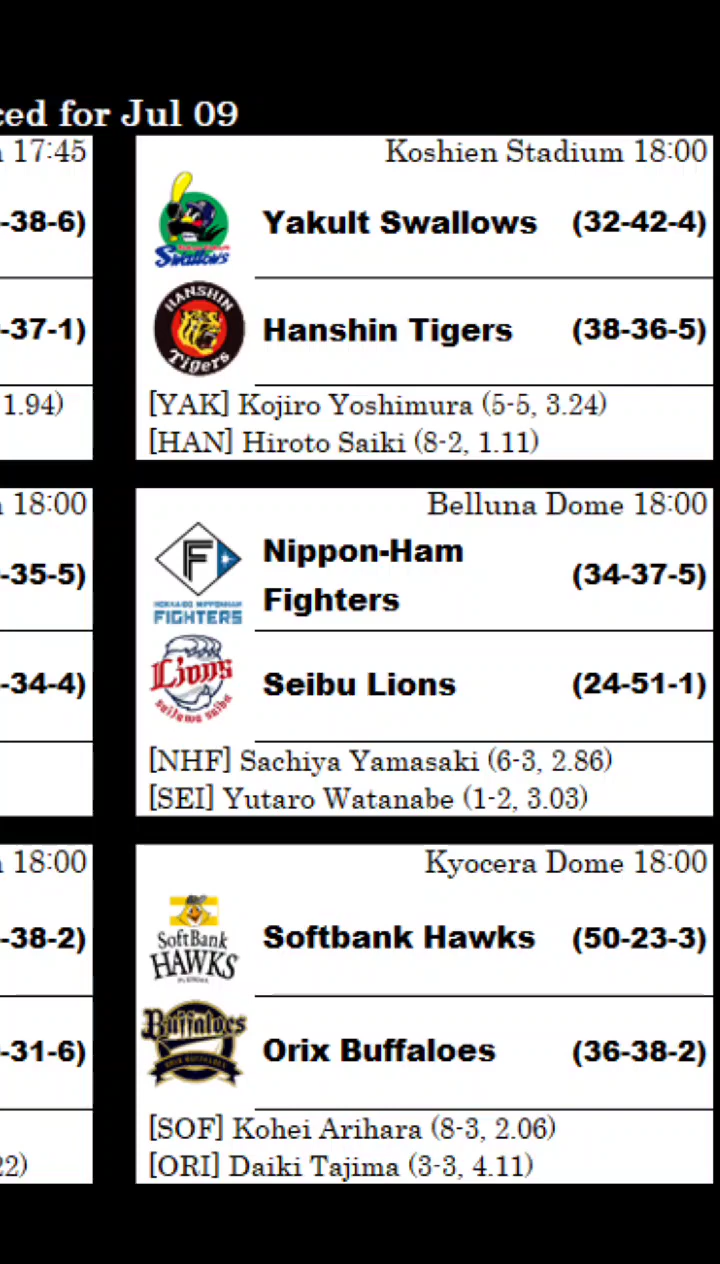 ced for Jul 09
17:45
-38-6)
-37-1)
1.94)
18:00
-35-5)
-34-4)
18:00
-38-2)
-31-6)
22)
Koshien Stadium 18:00
Swallows
Yakult Swallows (32-42-4)
HANSHIN
Tigers
Hanshin Tigers (38-36-5)
[YAK] Kojiro Yoshimura (5-5, 3.24)
[HAN] Hiroto Saiki (8-2, 1.11)
Belluna Dome 18:00
F
HOKKAIDO NIPPONHAM
FIGHTERS
Nippon-Ham
Fighters (34-37-5)
Lions
saitama seibu
Seibu Lions (24-51-1)
[NHF] Sachiya Yamasaki (6-3, 2.86)
[SEI] Yutaro Watanabe (1-2, 3.03)
Kyocera Dome 18:00
SoftBank
HAWKS
Softbank Hawks (50-23-3)
Buffaloes
ORIX BUFFALOES
Orix Buffaloes (36-38-2)
[SOF] Kohei Arihara (8-3, 2.06)
[ORI] Daiki Tajima (3-3, 4.11)